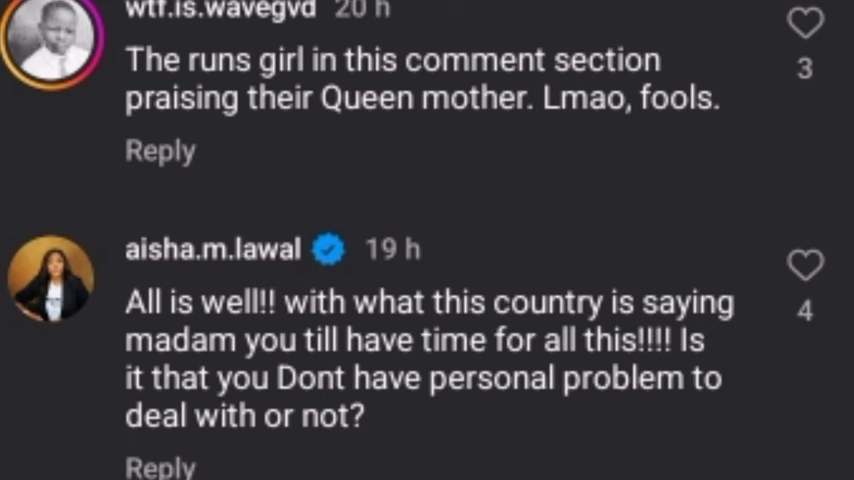 wtf.is.wavegvd 20 h
The runs girl in this comment section
praising their Queen mother. Lmao, fools.
3
Reply
aisha.m.lawal 19 h
All is well!! with what this country is saying
madam you till have time for all this!!!! Is
it that you Dont have personal problem to
deal with or not?
4
Reply